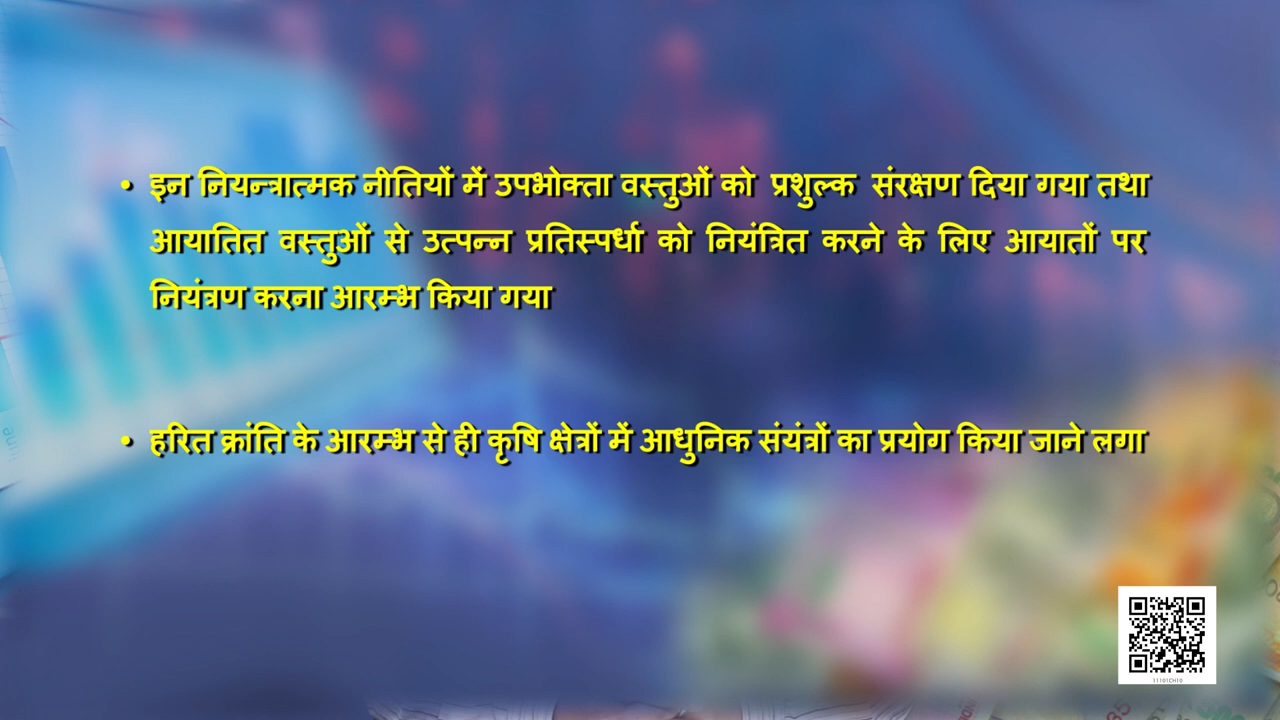 • इन नियन्त्रात्मक नीतियों में उपभोक्ता वस्तुओं को प्रशुल्क संरक्षण दिया गया तथा
आयातित वस्तुओं से उत्पन्न प्रतिस्पर्धा को नियंत्रित करने के लिए आयातों पर
नियंत्रण करना आरम्भ किया गया
• हरित क्रांति के आरम्भ से ही कृषि क्षेत्रों में आधुनिक संयंत्रों का प्रयोग किया जाने लगा
11101CH10